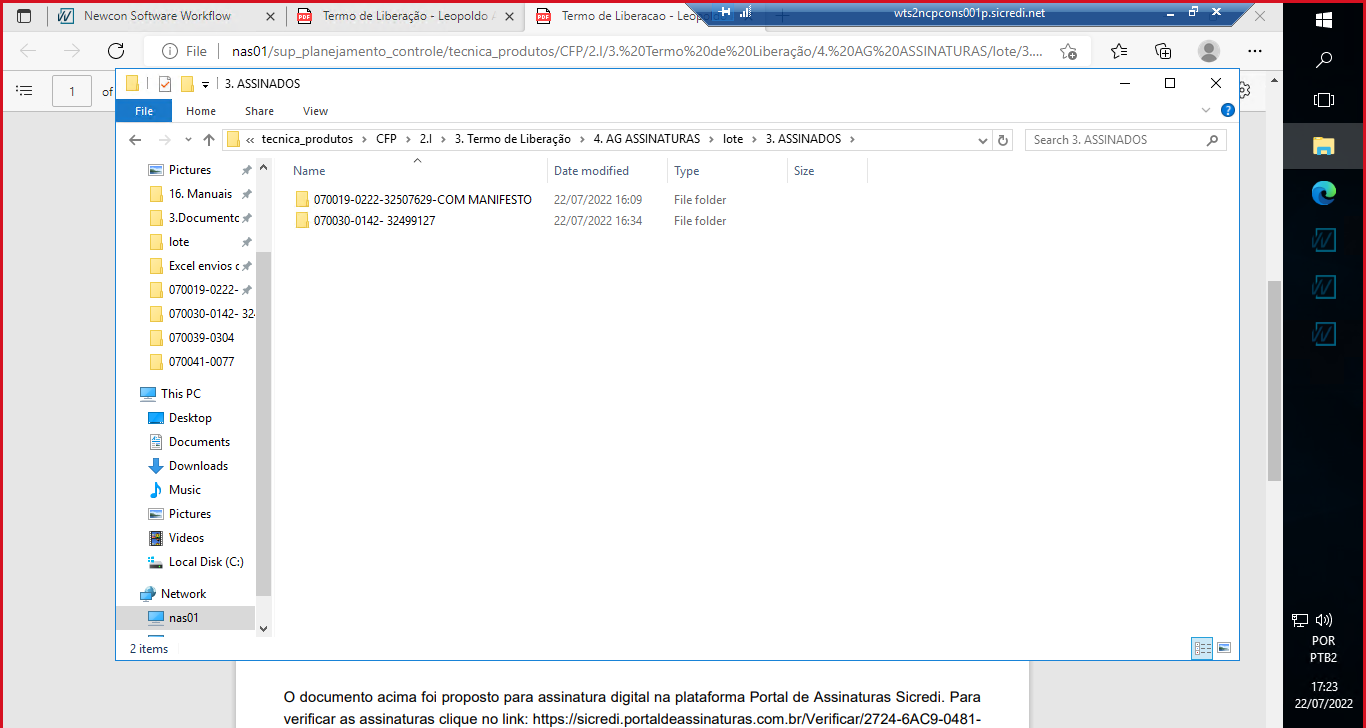 Newcon Software Workflow
Termo de Liberação - Leopoldo A
Termo de Liberacao - Leopo
wts2ncpcons001p.sicredi.net
File
nas01/sup_planejamento_controle/tecnica_produtos/CFP/2.I/3.%20Termo%20de%20Liberação/4.%20AG%20ASSINATURAS/lote/3....
1
of
3. ASSINADOS
File
Home
Share
View
«
tecnica_produtos
CFP
2.I
3. Termo de Liberação
4. AG ASSINATURAS
lote
3. ASSINADOS
Search 3. ASSINADOS
Name
Date modified
Type
Size
070019-0222-32507629-COM MANIFESTO
22/07/2022 16:09
File folder
070030-0142- 32499127
22/07/2022 16:34
File folder
Pictures
16. Manuais
3.Documento
lote
Excel envios
070019-0222-
070030-0142- 324
070039-0304
070041-0077
This PC
Desktop
Documents
Downloads
Music
Pictures
Videos
Local Disk (C:)
Network
nas01
2 items
O documento acima foi proposto para assinatura digital na plataforma Portal de Assinaturas Sicredi. Para
verificar as assinaturas clique no link: https://sicredi.portaldeassinaturas.com.br/Verificar/2724-6AC9-0481-
POR
PTB2
17:23
22/07/2022